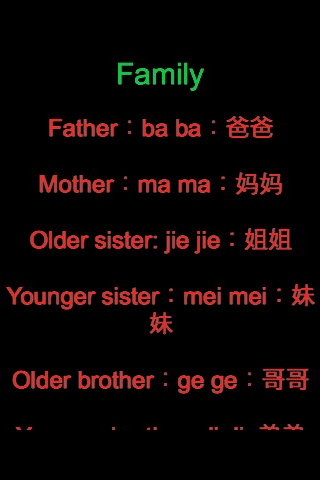 Family
Father：ba ba：爸爸
Mother：ma ma：妈妈
Older sister: jie jie：姐姐
Younger sister：mei mei：妹
妹
Older brother：ge ge：哥哥